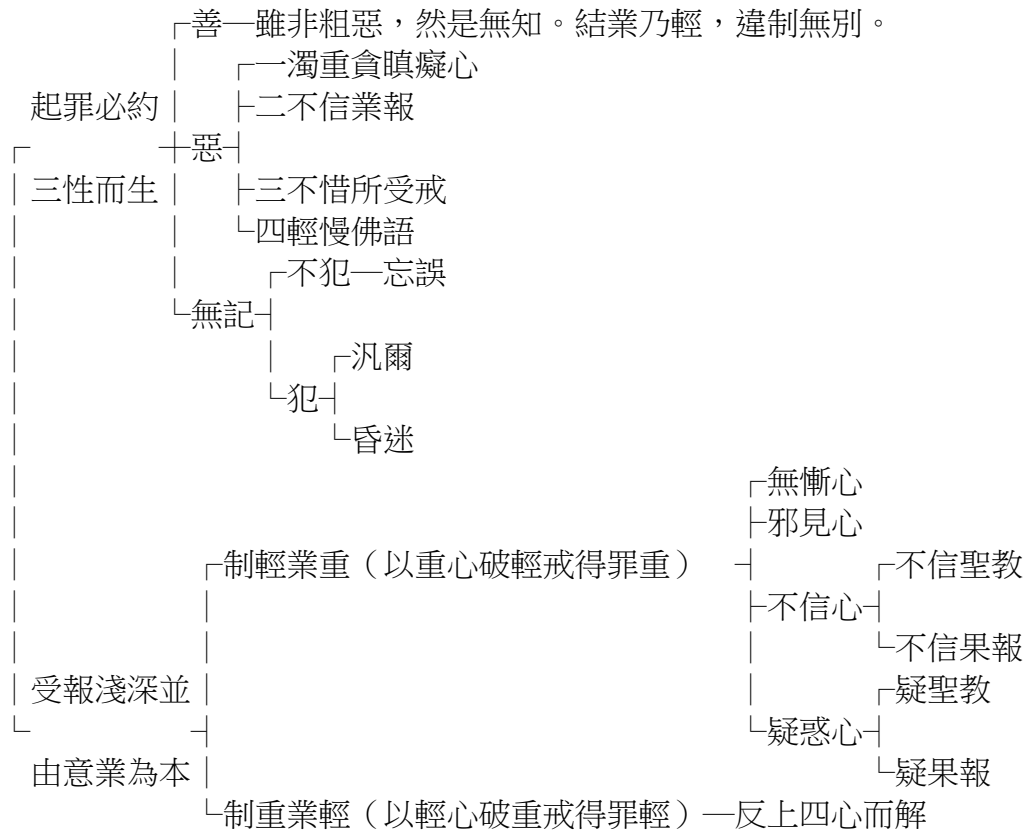 善—雖非粗惡，然是無知。結業乃輕，違制無別。
一濁重貪瞋癡心
起罪必約
二不信業報
惡
三性而生
三不惜所受戒
四輕慢佛語
不犯—忘誤
無記
汎爾
犯
昏迷
無慚心
邪見心
制輕業重（以重心破輕戒得罪重）
不信聖教
不信心
不信果報
受報淺深並
疑聖教
疑惑心
由意業為本
疑果報
制重業輕（以輕心破重戒得罪輕）—反上四心而解